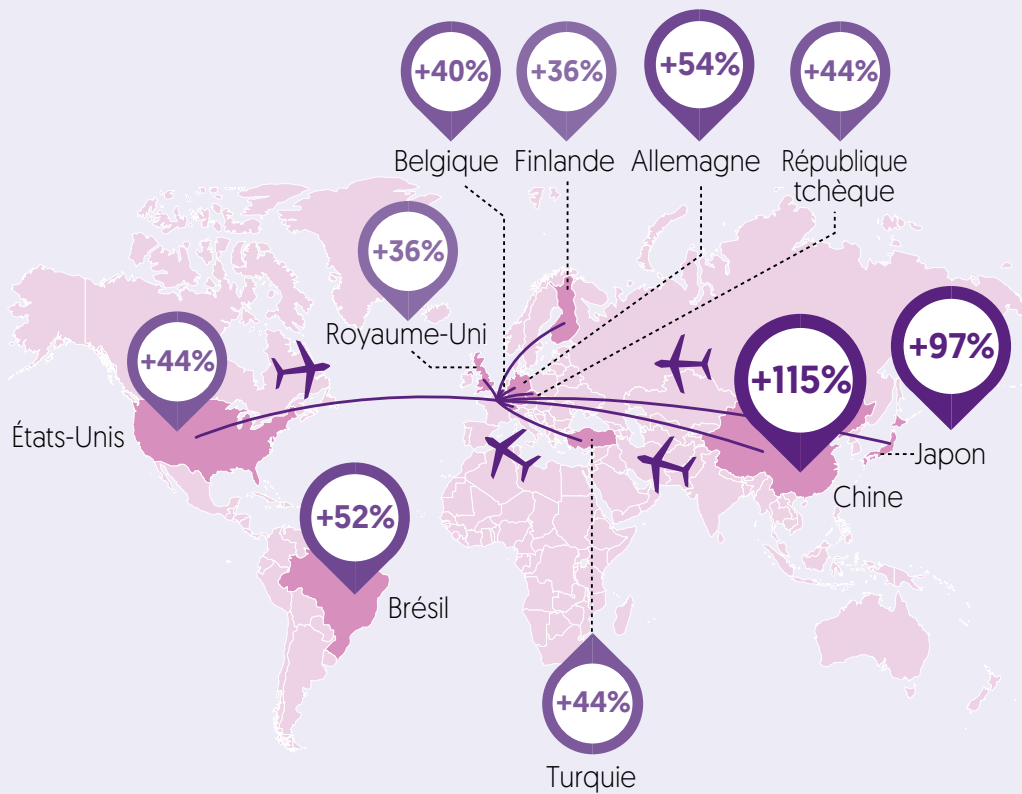 +40%
Belgique
+36%
Finlande
+54%
Allemagne
+44%
République
tchèque
+36%
Royaume-Uni
+44%
États-Unis
+115%
Chine
+97%
Japon
+52%
Brésil
+44%
Turquie